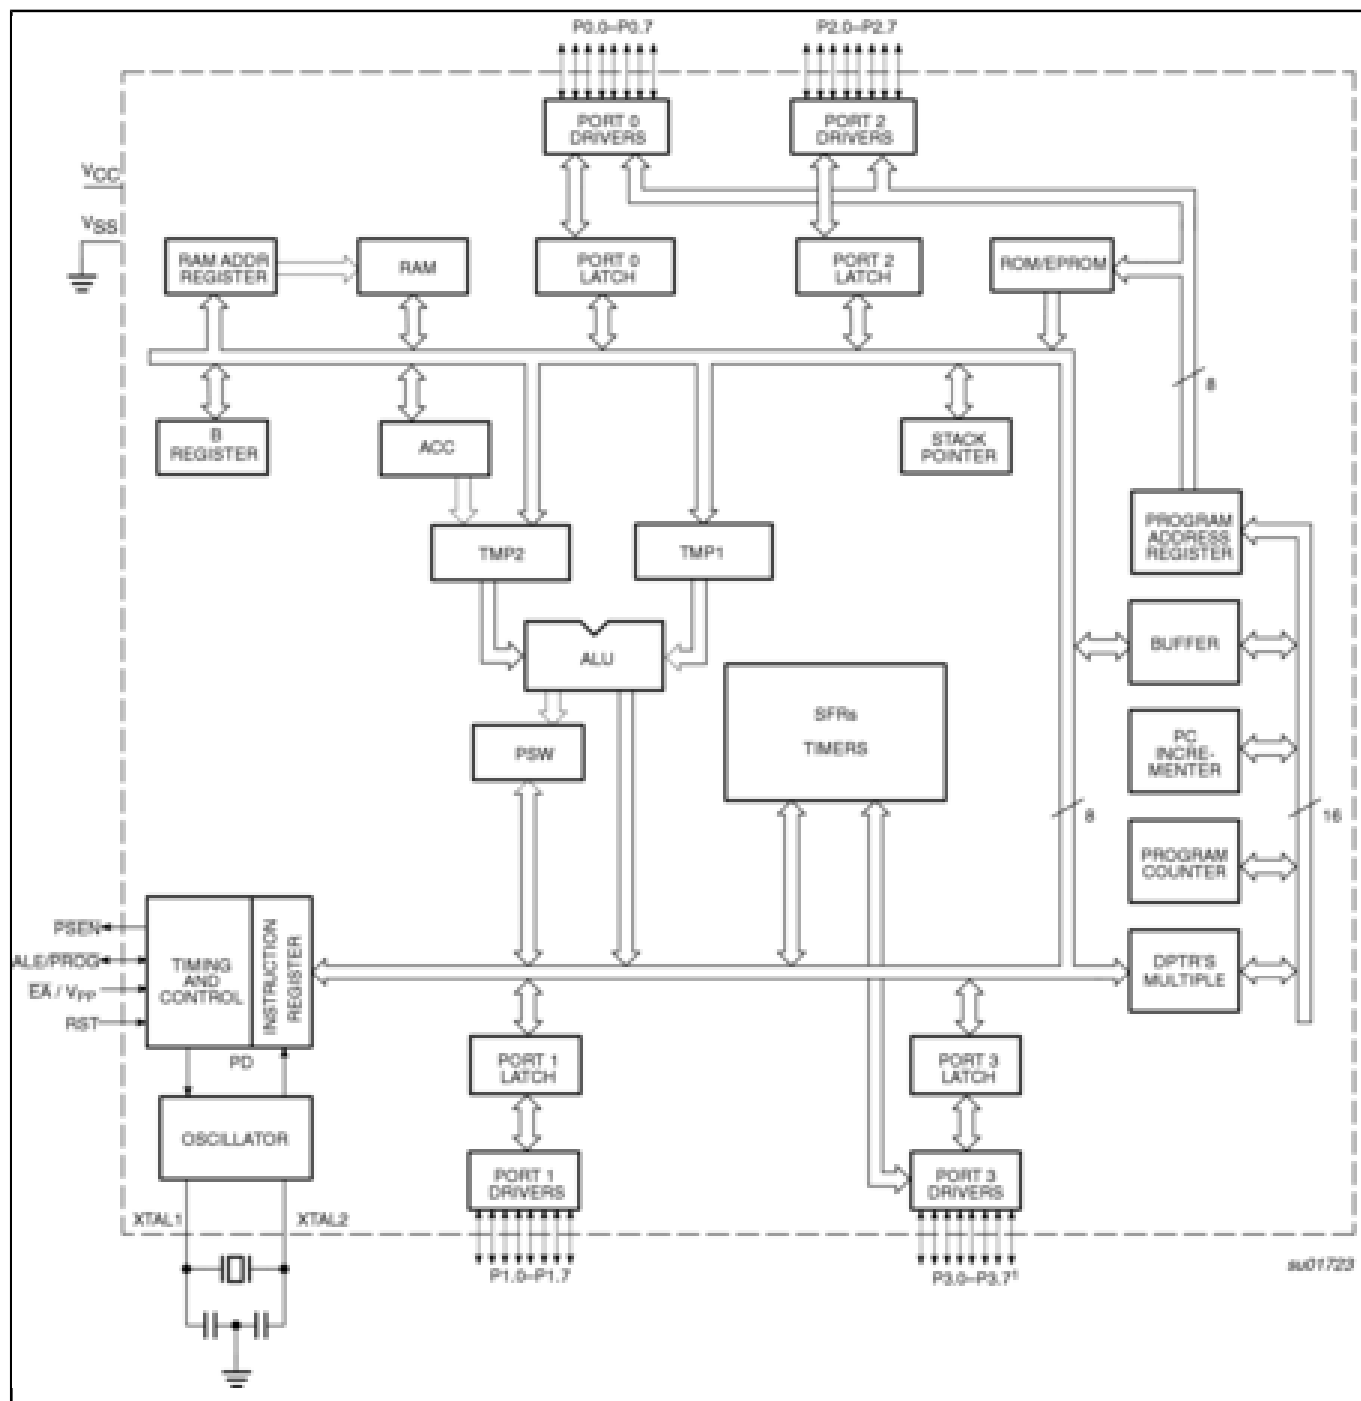 P0.0–P0.7
P2.0–P2.7
PORT 0
DRIVERS
PORT 2
DRIVERS
VCC
VSS
RAM ADDR
REGISTER
RAM
PORT 0
LATCH
PORT 2
LATCH
ROM/EPROM
8
B
REGISTER
ACC
STACK
POINTER
PROGRAM
ADDRESS
REGISTER
TMP2
TMP1
ALU
BUFFER
SFRs
TIMERS
PSW
PC
INCRE-
MENTER
8
16
PROGRAM
COUNTER
PSEN
ALE/PROG
EA / VPP
RST
TIMING
AND
CONTROL
INSTRUCTION
REGISTER
DPTR'S
MULTIPLE
PD
PORT 1
LATCH
PORT 3
LATCH
OSCILLATOR
PORT 1
DRIVERS
PORT 3
DRIVERS
XTAL1
XTAL2
P1.0–P1.7
P3.0–P3.7¹
su01723